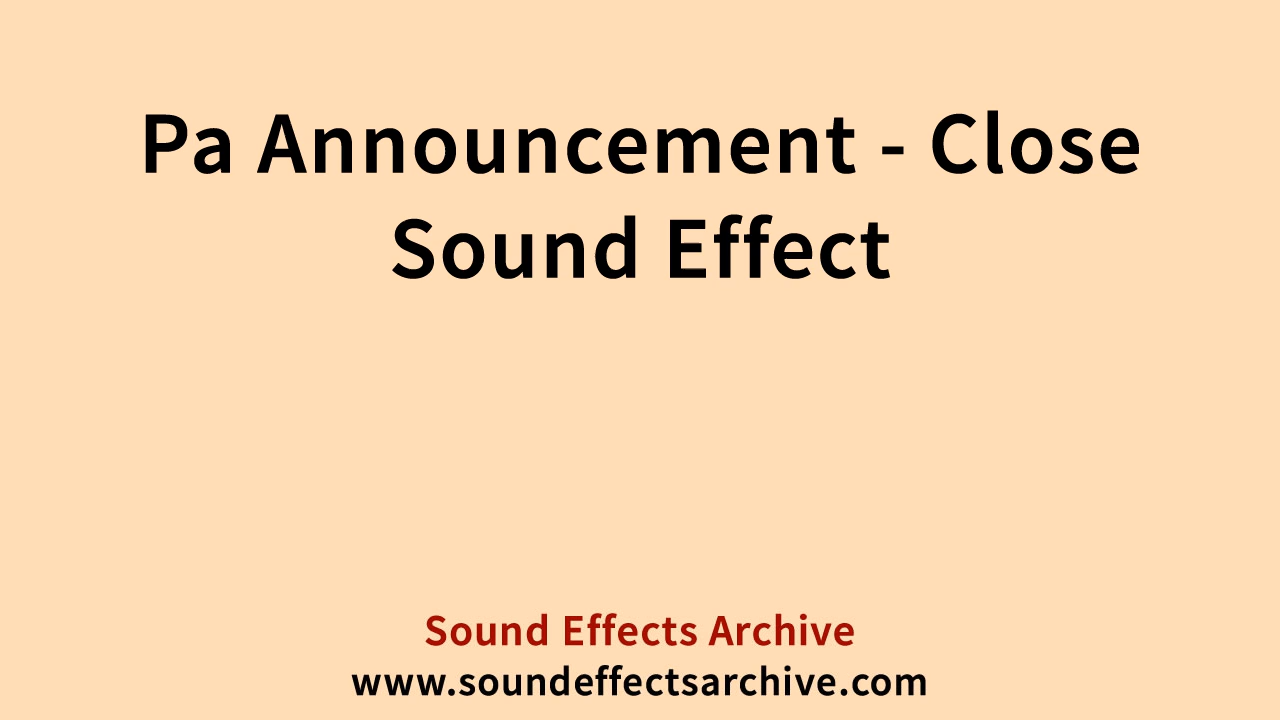 Pa Announcement - Close
Sound Effect
Sound Effects Archive
www.soundeffectsarchive.com